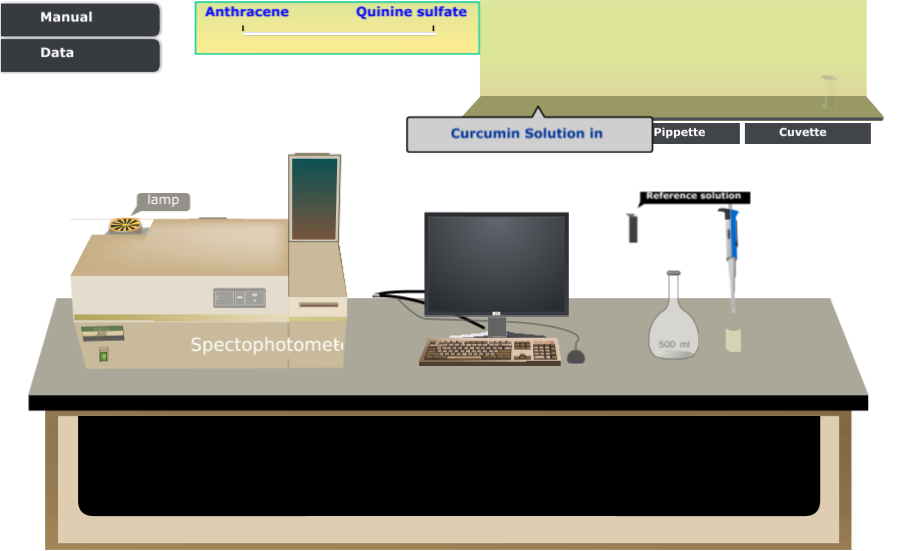 Manual
Data
Anthracene Quinine sulfate
Curcumin Solution in
Pippette
Cuvette
lamp
Reference solution
Spectophotomete
500 ml